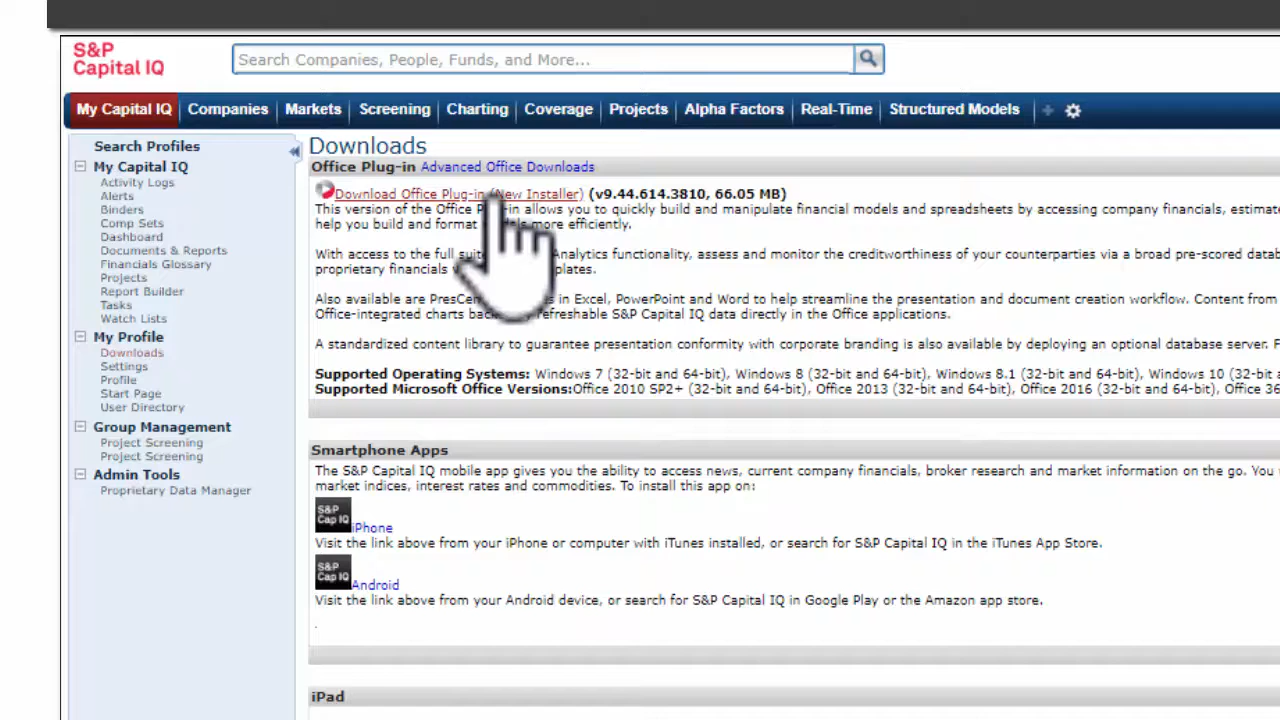 S&P
Capital IQ
Search Companies, People, Funds, and More...
My Capital IQ Companies Markets Screening Charting Coverage Projects Alpha Factors Real-Time Structured Models
Search Profiles
My Capital IQ
Activity Logs
Alerts
Binders
Comp Sets
Dashboard
Documents & Reports
Financials Glossary
Projects
Report Builder
Tasks
Watch Lists
My Profile
Downloads
Settings
Profile
Start Page
User Directory
Group Management
Project Screening
Project Screening
Admin Tools
Proprietary Data Manager
Downloads
Office Plug-in Advanced Office Downloads
Download Office Plug-in (New Installer) (v9.44.614.3810, 66.05 MB)
This version of the Office Plug-in allows you to quickly build and manipulate financial models and spreadsheets by accessing company financials, estimate
help you build and format models more efficiently.
With access to the full suite Analytics functionality, assess and monitor the creditworthiness of your counterparties via a broad pre-scored datab
proprietary financials plates.
Also available are PresCen s in Excel, PowerPoint and Word to help streamline the presentation and document creation workflow. Content from
Office-integrated charts back refreshable S&P Capital IQ data directly in the Office applications.
A standardized content library to guarantee presentation conformity with corporate branding is also available by deploying an optional database server. F
Supported Operating Systems: Windows 7 (32-bit and 64-bit), Windows 8 (32-bit and 64-bit), Windows 8.1 (32-bit and 64-bit), Windows 10 (32-bit a
Supported Microsoft Office Versions:Office 2010 SP2+ (32-bit and 64-bit), Office 2013 (32-bit and 64-bit), Office 2016 (32-bit and 64-bit), Office 36
Smartphone Apps
The S&P Capital IQ mobile app gives you the ability to access news, current company financials, broker research and market information on the go. You
market indices, interest rates and commodities. To install this app on:
S&P
Cap IQ
iPhone
Visit the link above from your iPhone or computer with iTunes installed, or search for S&P Capital IQ in the iTunes App Store.
S&P
Cap IQ
Android
Visit the link above from your Android device, or search for S&P Capital IQ in Google Play or the Amazon app store.
.
iPad